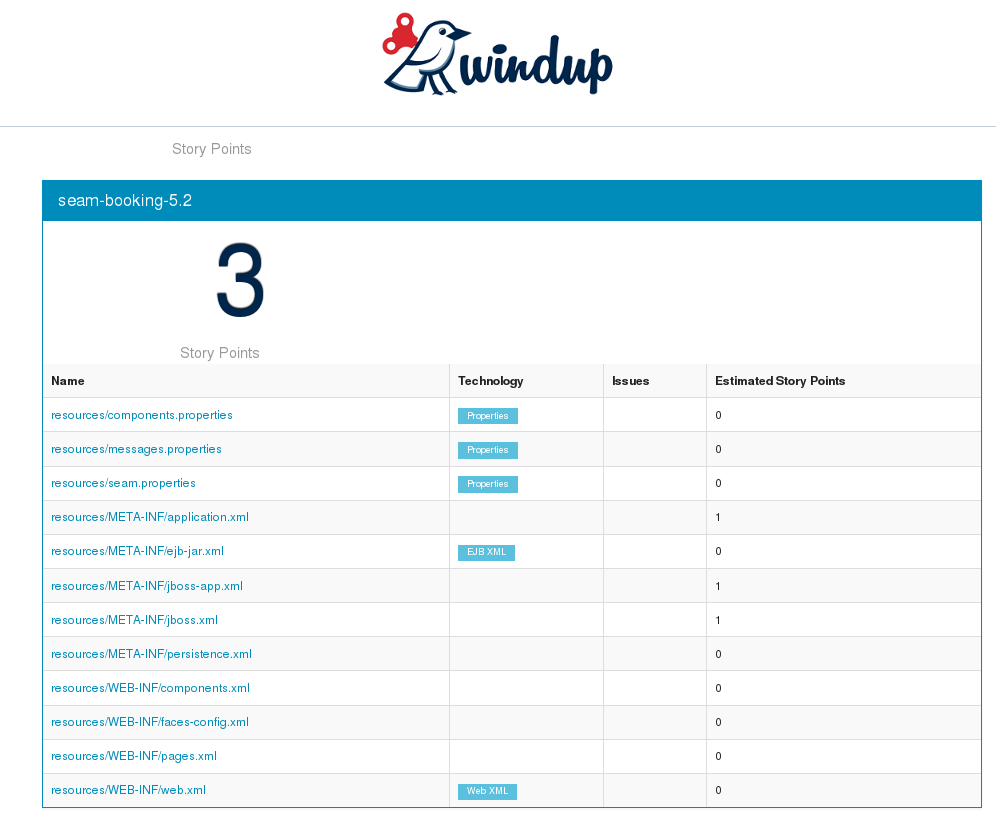 windup
Story Points
seam-booking-5.2
3
Story Points
Name Technology Issues Estimated Story Points
resources/components.properties Properties 0
resources/messages.properties Properties 0
resources/seam.properties Properties 0
resources/META-INF/application.xml 1
resources/META-INF/ejb-jar.xml EJB XML 0
resources/META-INF/jboss-app.xml 1
resources/META-INF/jboss.xml 1
resources/META-INF/persistence.xml 0
resources/WEB-INF/components.xml 0
resources/WEB-INF/faces-config.xml 0
resources/WEB-INF/pages.xml 0
resources/WEB-INF/web.xml Web XML 0